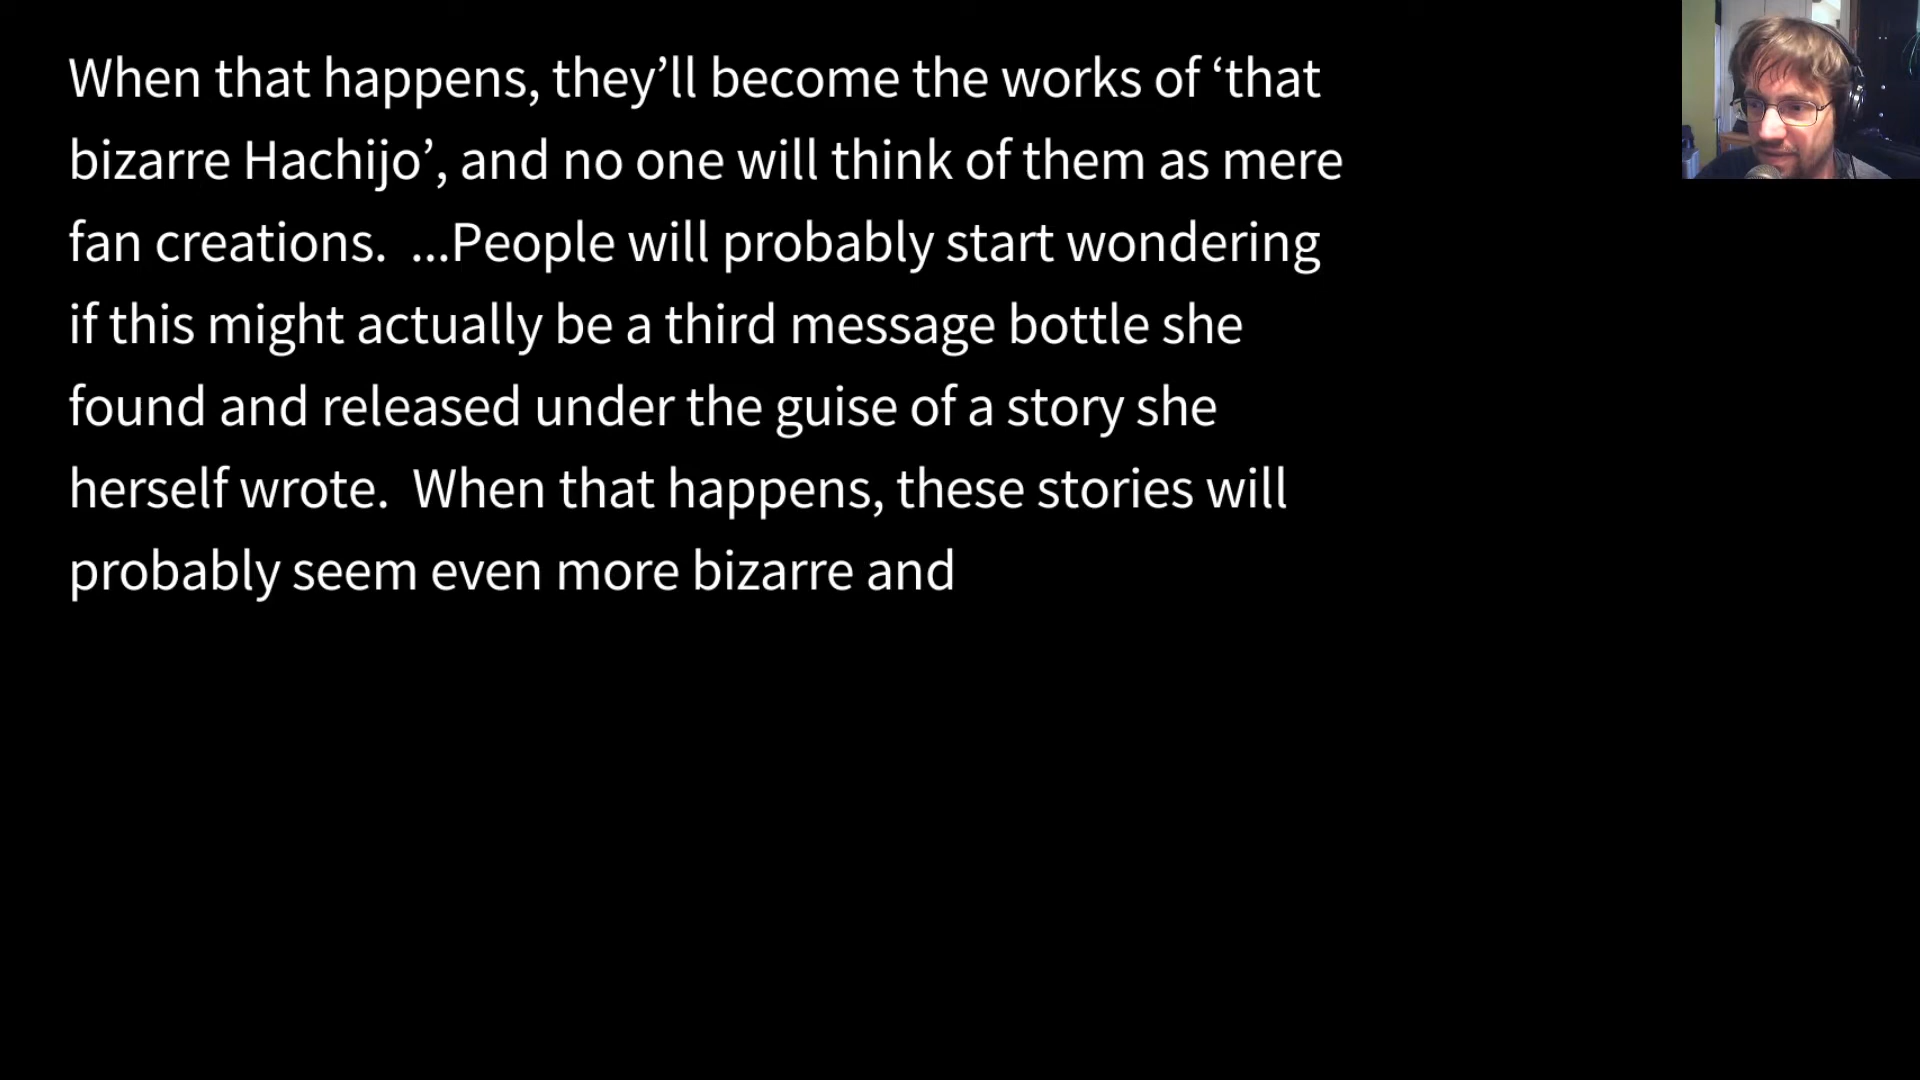 When that happens, they’ll become the works of ‘that
bizarre Hachijo’, and no one will think of them as mere
fan creations.  ...People will probably start wondering
if this might actually be a third message bottle she
found and released under the guise of a story she
herself wrote.  When that happens, these stories will
probably seem even more bizarre and